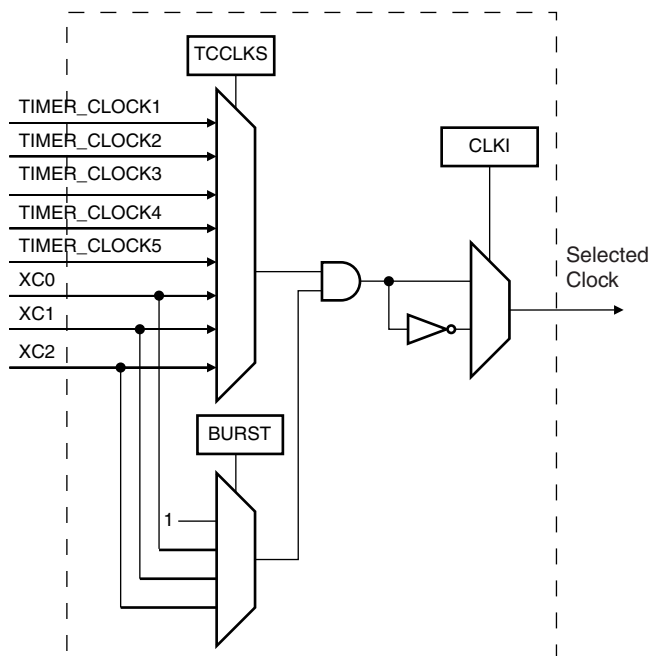 TCCLKS
TIMER_CLOCK1
TIMER_CLOCK2
TIMER_CLOCK3
TIMER_CLOCK4
TIMER_CLOCK5
XC0
XC1
XC2
CLKI
Selected
Clock
BURST
1